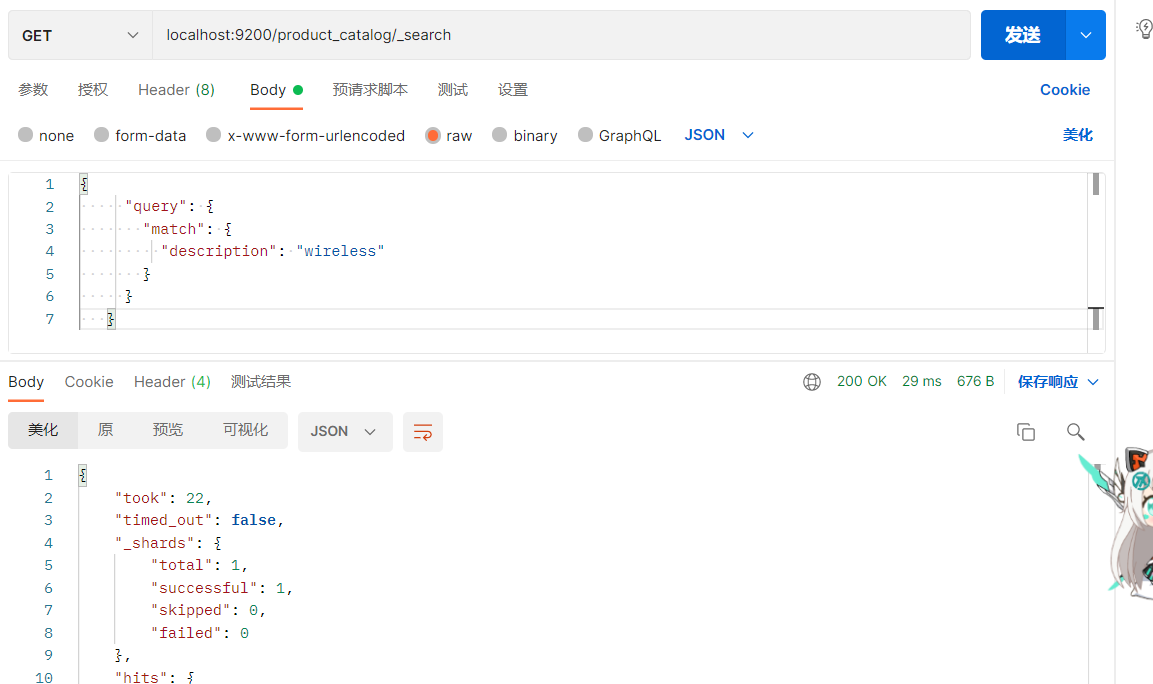 GET localhost:9200/product_catalog/_search 发送
参数 授权 Header (8) Body 预请求脚本 测试 设置 Cookie
none form-data x-www-form-urlencoded raw binary GraphQL JSON 美化
1 {
2 "query": {
3 "match": {
4 "description": "wireless"
5 }
6 }
7 }
Body Cookie Header (4) 测试结果 200 OK 29 ms 676 B 保存响应
美化 原 预览 可视化 JSON
1 {
2 "took": 22,
3 "timed_out": false,
4 "_shards": {
5 "total": 1,
6 "successful": 1,
7 "skipped": 0,
8 "failed": 0
9 },
10 "hits": {